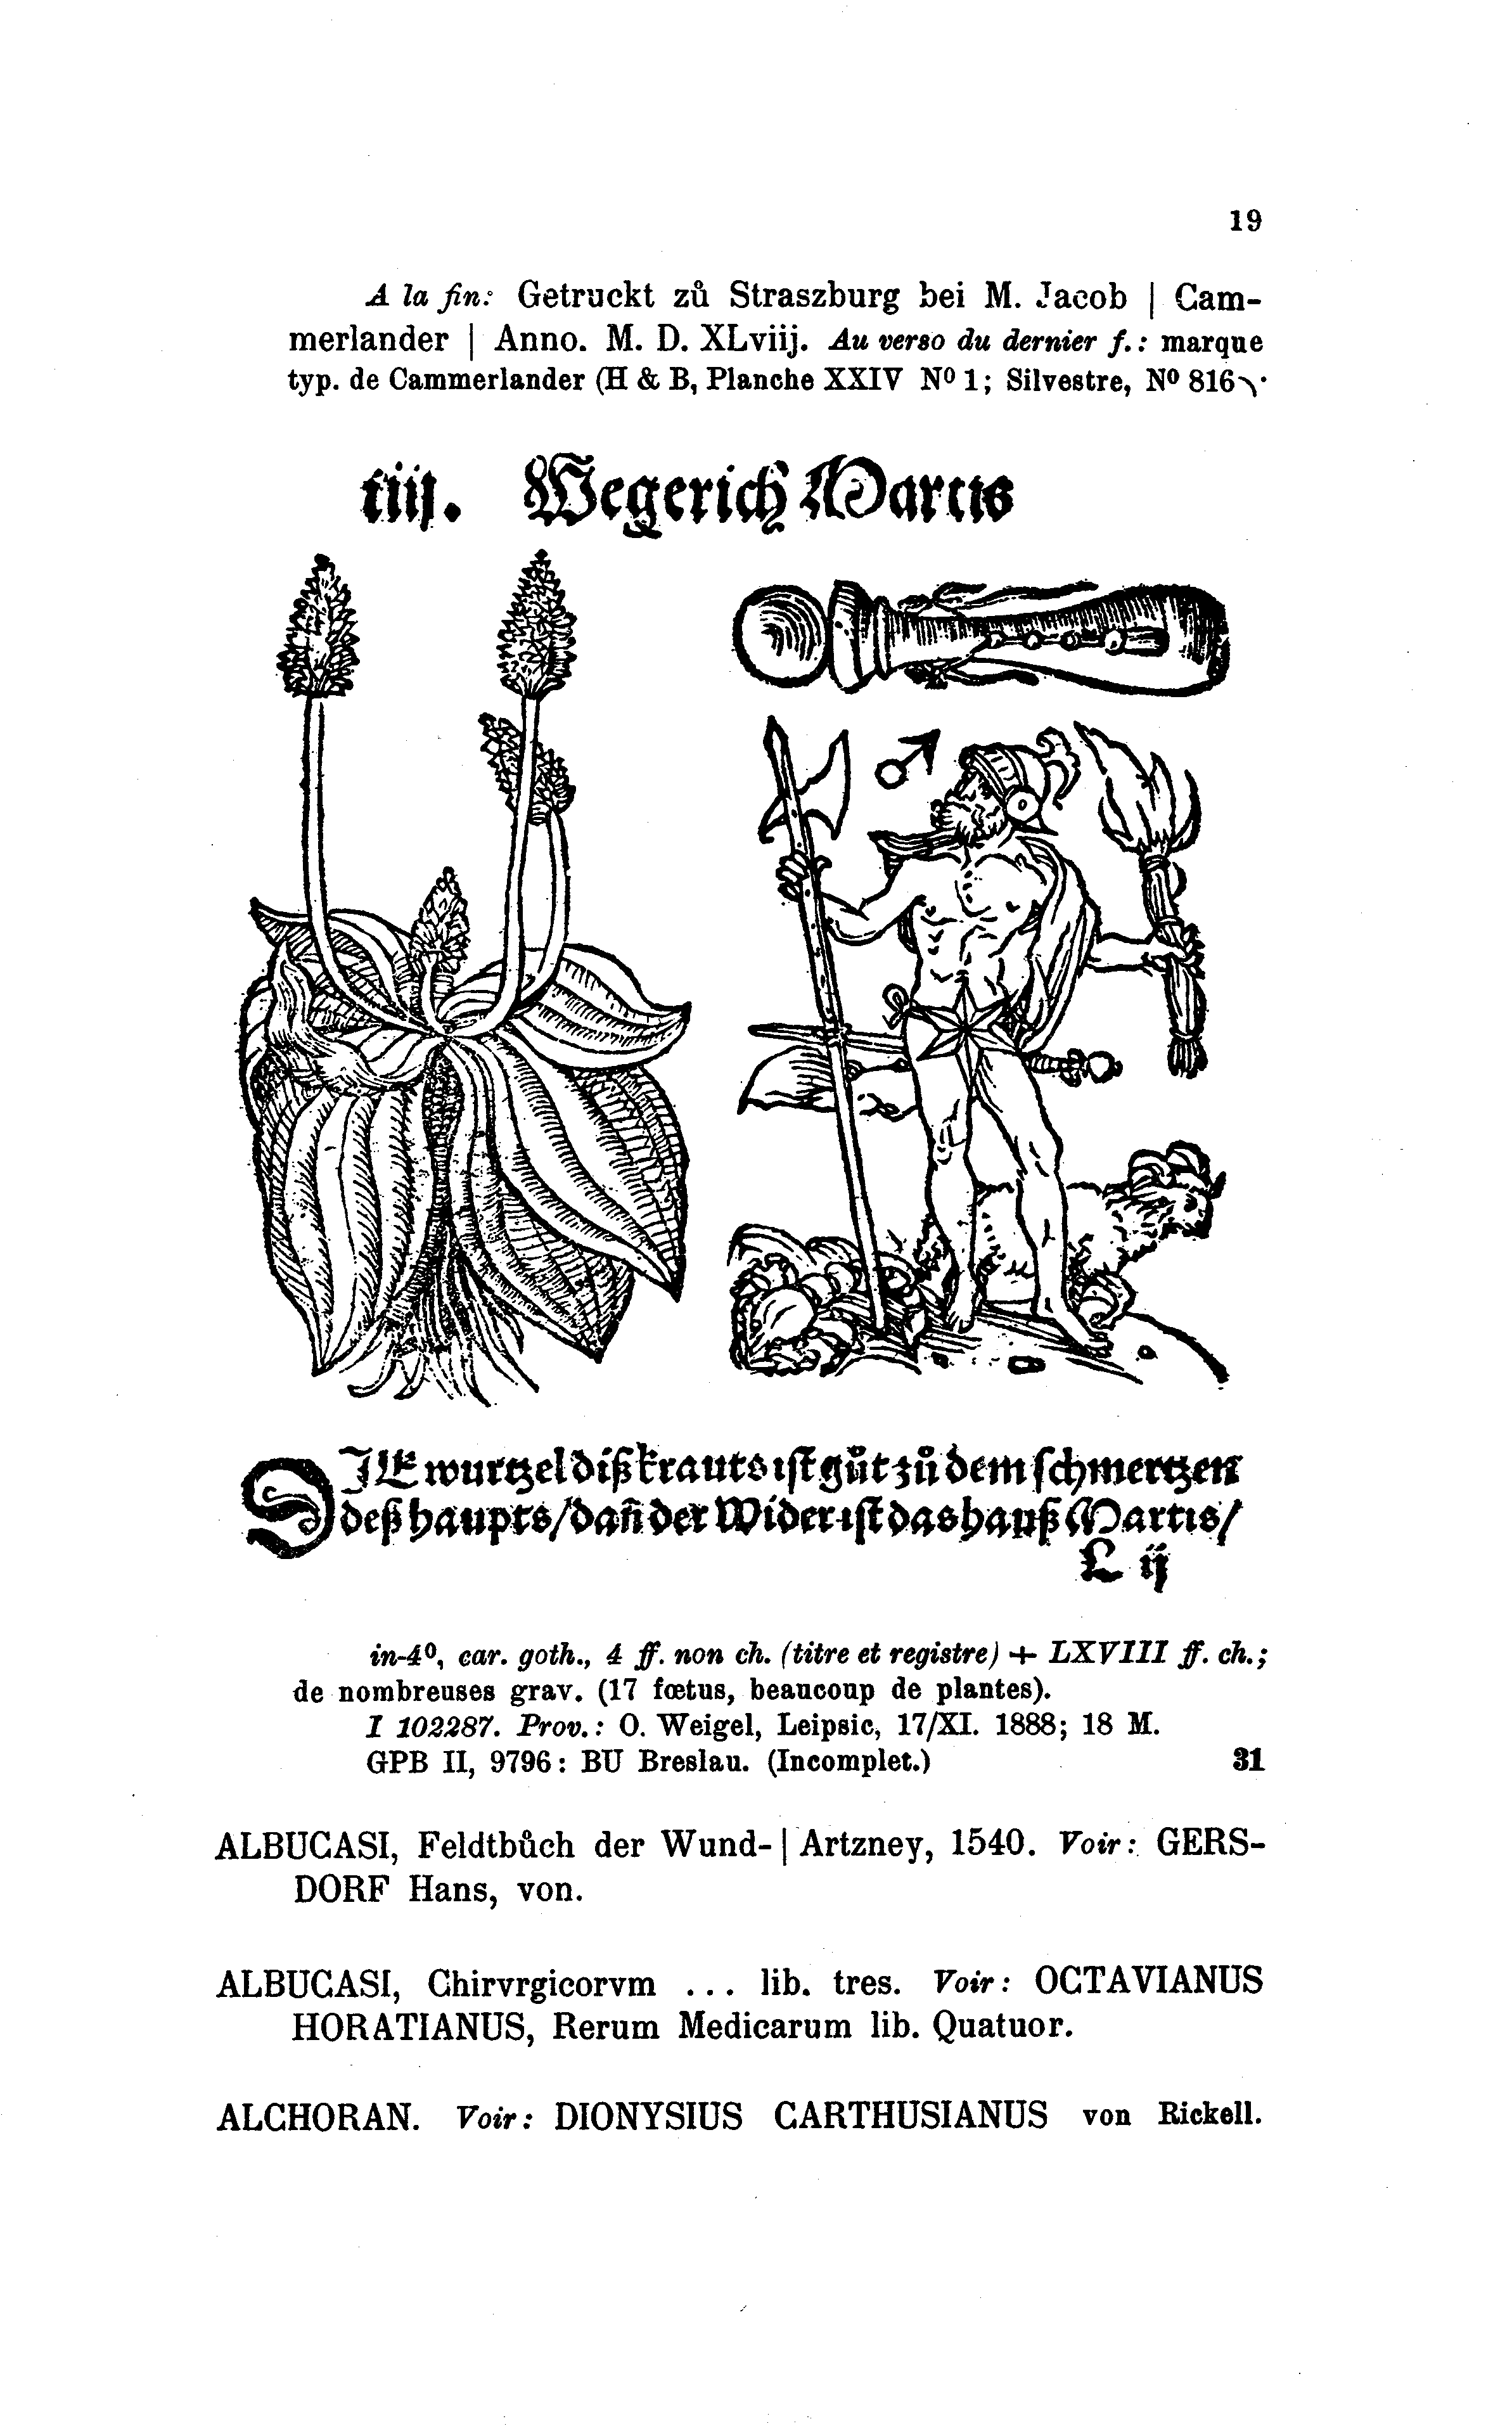 19
A la fin: Getruckt zů Straszburg bei M. Jacob | Cam-
merlander | Anno. M. D. XLviij. Au verso du dernier f.: marque
typ. de Cammerlander (H & B, Planche XXIV Nº 1; Silvestre, Nº 816).
iiij. Wegerich Martis
♂
DIE wurtzel diß krauts ist gůt zů dem schmertzen
deß haupts/dañ der Wider ist das hauß Martis/
L ij
in-4º, car. goth., 4 ff. non ch. (titre et registre) + LXVIII ff. ch.;
de nombreuses grav. (17 fœtus, beaucoup de plantes).
I 102287. Prov.: O. Weigel, Leipsic, 17/XI. 1888; 18 M.
GPB II, 9796: BU Breslau. (Incomplet.) 31
ALBUCASI, Feldtbůch der Wund-| Artzney, 1540. Voir: GERS-
DORF Hans, von.
ALBUCASI, Chirvrgicorvm ... lib. tres. Voir: OCTAVIANUS
HORATIANUS, Rerum Medicarum lib. Quatuor.
ALCHORAN. Voir: DIONYSIUS CARTHUSIANUS von Rickell.